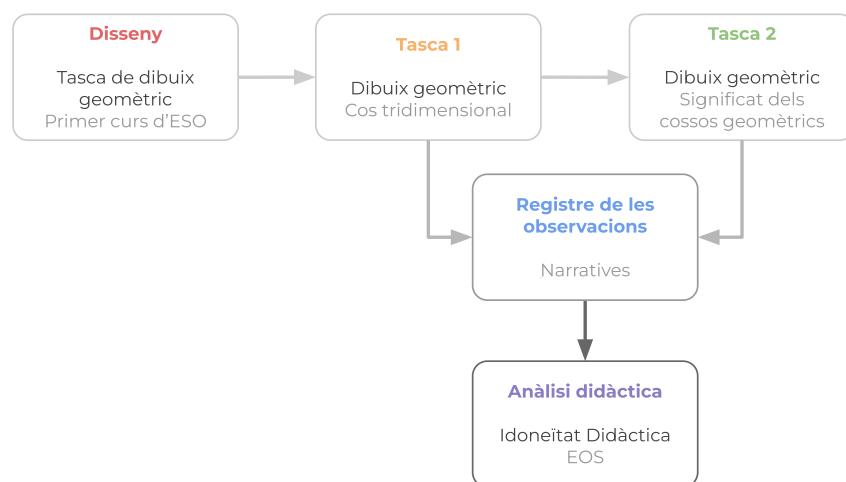 Disseny
Tasca de dibuix
geomètric
Primer curs d'ESO
Tasca 1
Dibuix geomètric
Cos tridimensional
Tasca 2
Dibuix geomètric
Significat dels
cossos geomètrics
Registre de les
observacions
Narratives
Anàlisi didàctica
Idoneïtat Didàctica
EOS